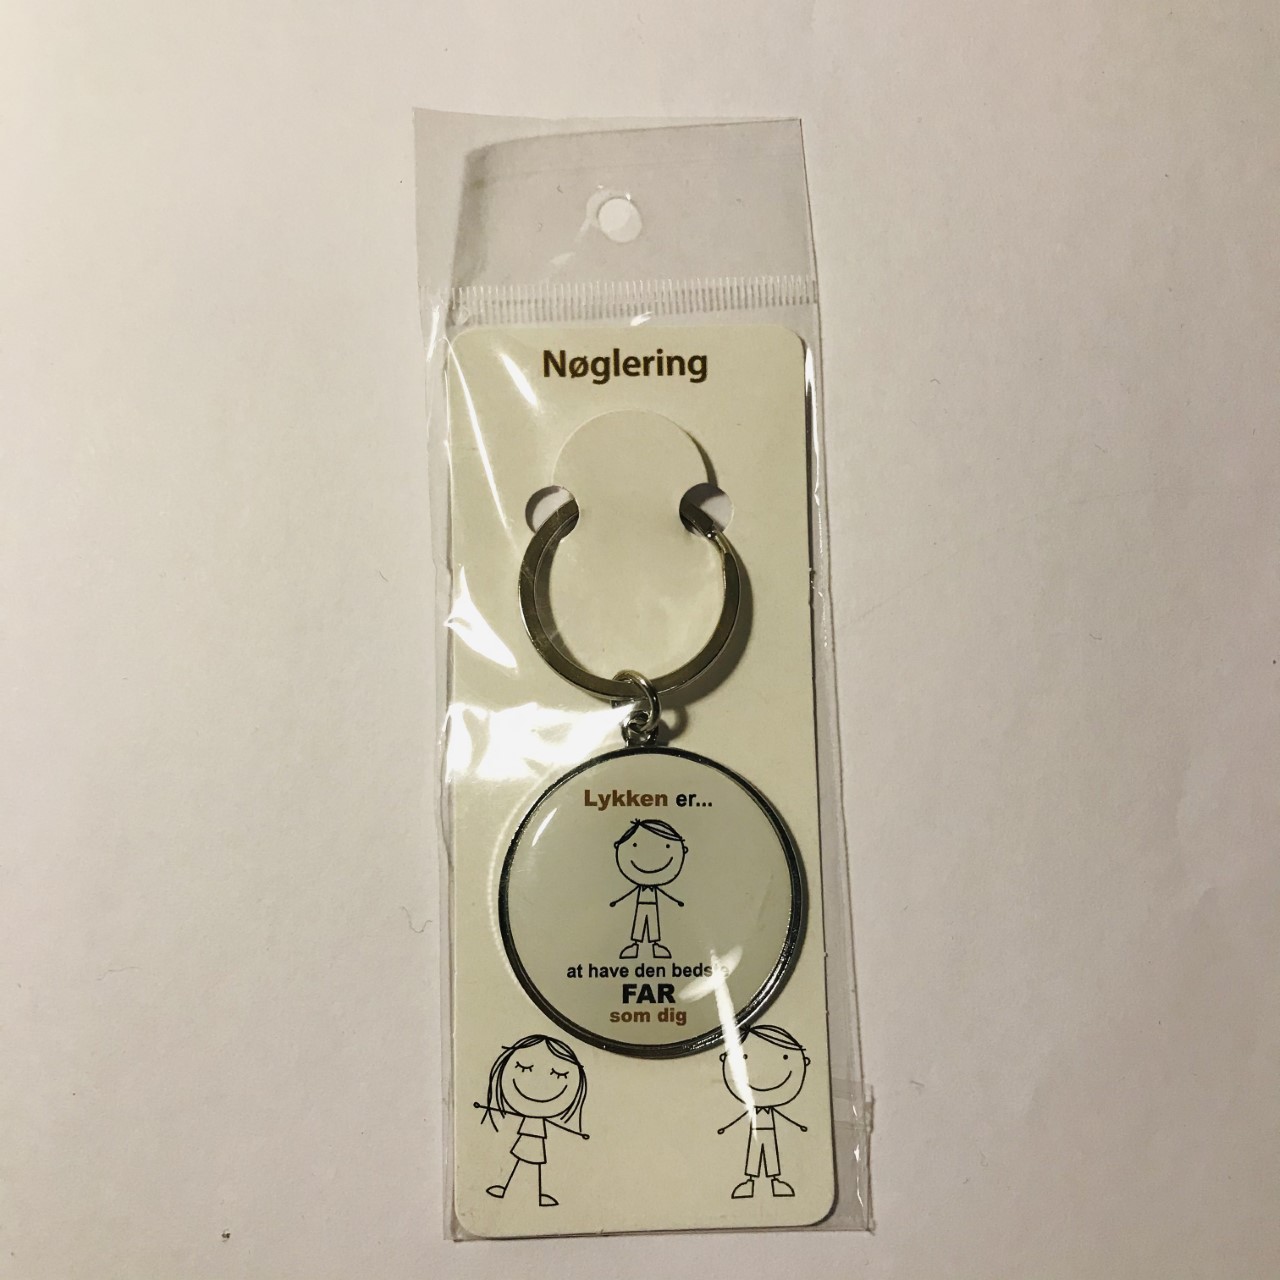 Nøglering
Lykken er...
at have den bedste
FAR
som dig